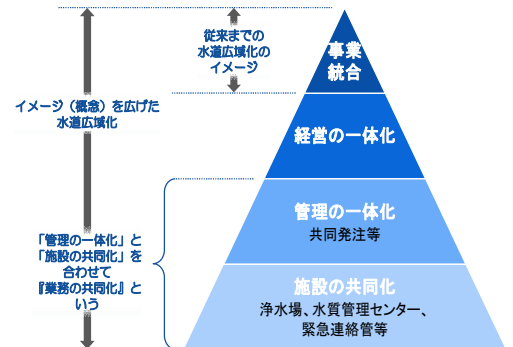 従来までの
水道広域化の
イメージ
事業
統合
イメージ（概念）を広げた
水道広域化
経営の一体化
管理の一体化
共同発注等
「管理の一体化」と
「施設の共同化」を
合わせて
『業務の共同化』と
いう
施設の共同化
浄水場、水質管理センター、
緊急連絡管等